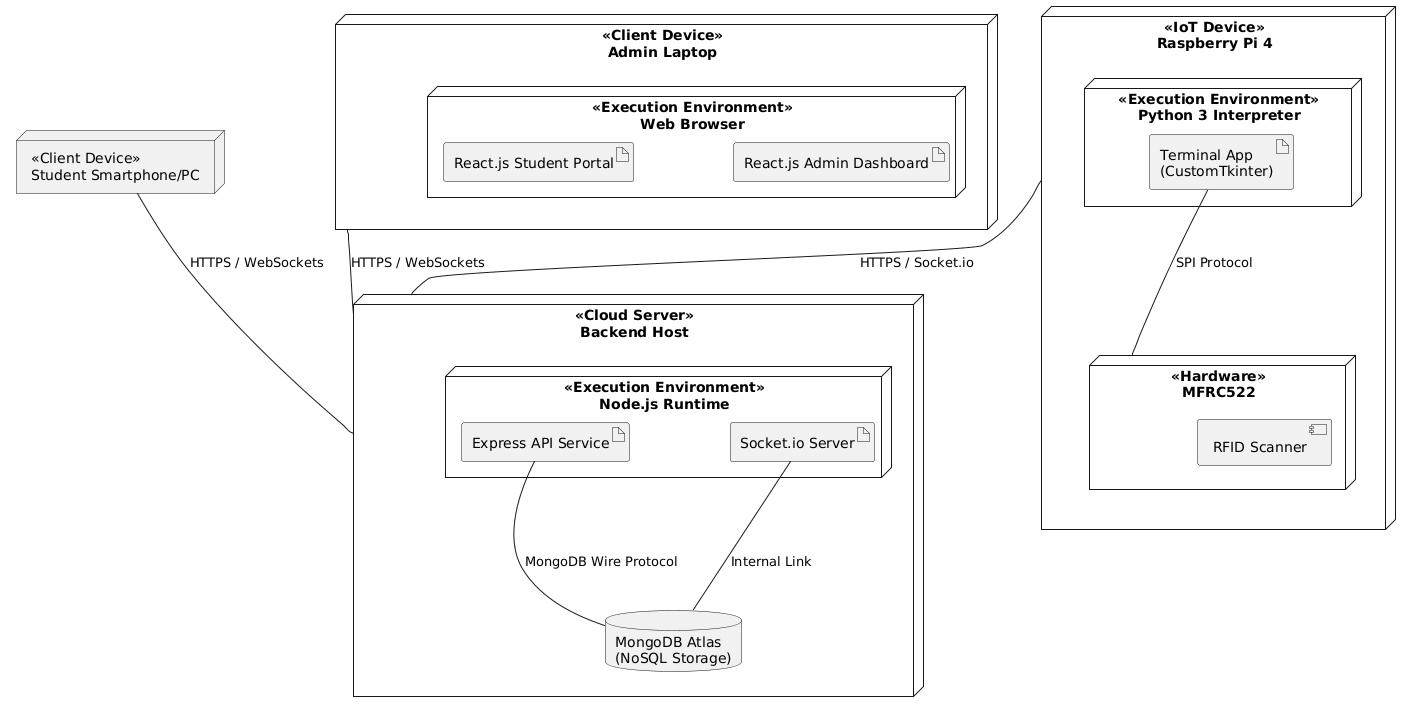 «Client Device»
Student Smartphone/PC
«Client Device»
Admin Laptop
«Execution Environment»
Web Browser
React.js Student Portal
React.js Admin Dashboard
«IoT Device»
Raspberry Pi 4
«Execution Environment»
Python 3 Interpreter
Terminal App
(CustomTkinter)
HTTPS / WebSockets
HTTPS / WebSockets
HTTPS / Socket.io
SPI Protocol
«Cloud Server»
Backend Host
«Execution Environment»
Node.js Runtime
Express API Service
Socket.io Server
«Hardware»
MFRC522
RFID Scanner
MongoDB Wire Protocol
Internal Link
MongoDB Atlas
(NoSQL Storage)